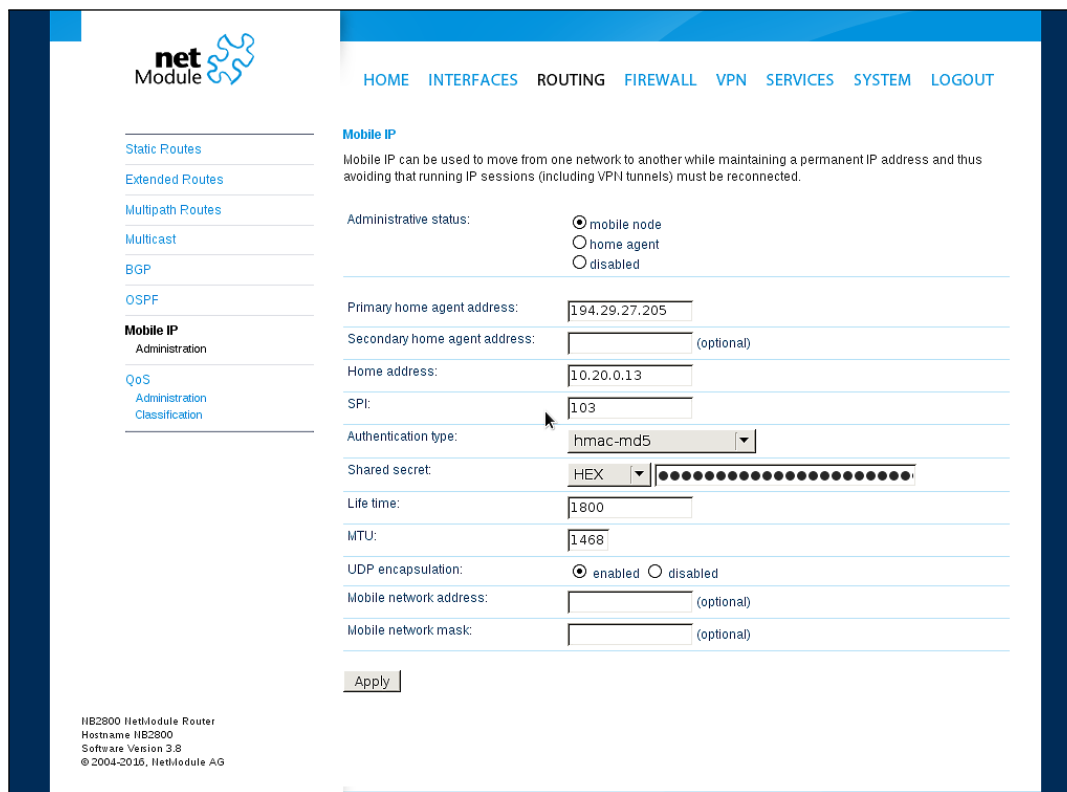 net
Module
HOME INTERFACES ROUTING FIREWALL VPN SERVICES SYSTEM LOGOUT
Static Routes
Extended Routes
Multipath Routes
Multicast
BGP
OSPF
Mobile IP
Administration
QoS
Administration
Classification
Mobile IP
Mobile IP can be used to move from one network to another while maintaining a permanent IP address and thus
avoiding that running IP sessions (including VPN tunnels) must be reconnected.
Administrative status:
mobile node
home agent
disabled
Primary home agent address: 194.29.27.205
Secondary home agent address: (optional)
Home address: 10.20.0.13
SPI: 103
Authentication type: hmac-md5
Shared secret: HEX ●●●●●●●●●●●●●●●●●●●●●●
Life time: 1800
MTU: 1468
UDP encapsulation: enabled disabled
Mobile network address: (optional)
Mobile network mask: (optional)
Apply
NB2800 NetModule Router
Hostname NB2800
Software Version 3.8
© 2004-2016, NetModule AG